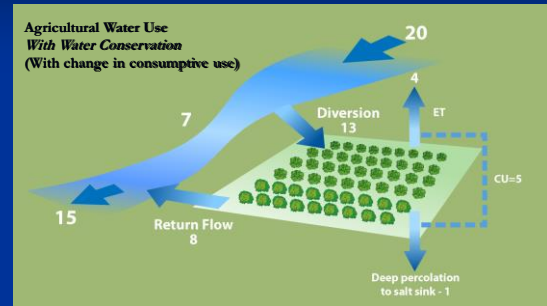 Agricultural Water Use
With Water Conservation
(With change in consumptive use)
20
4
ET
Diversion
13
7
CU=5
15
Return Flow
8
Deep percolation
to salt sink - 1